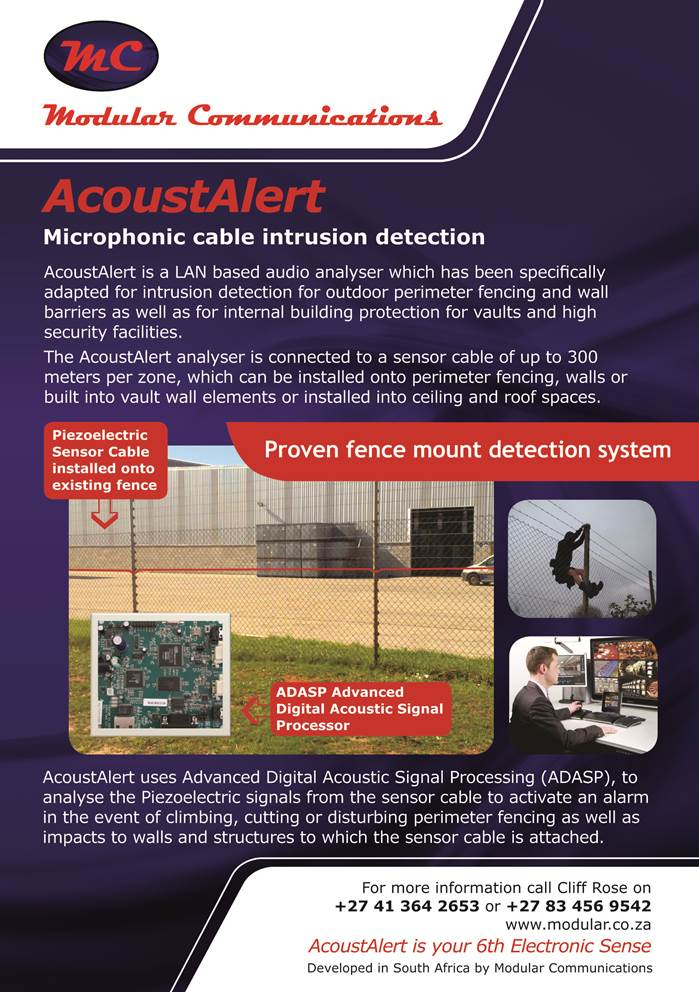 MC
Modular Communications
AcoustAlert
Microphonic cable intrusion detection
AcoustAlert is a LAN based audio analyser which has been specifically
adapted for intrusion detection for outdoor perimeter fencing and wall
barriers as well as for internal building protection for vaults and high
security facilities.
The AcoustAlert analyser is connected to a sensor cable of up to 300
meters per zone, which can be installed onto perimeter fencing, walls or
built into vault wall elements or installed into ceiling and roof spaces.
Piezoelectric
Sensor Cable
installed onto
existing fence
Proven fence mount detection system
ADASP Advanced
Digital Acoustic Signal
Processor
AcoustAlert uses Advanced Digital Acoustic Signal Processing (ADASP), to
analyse the Piezoelectric signals from the sensor cable to activate an alarm
in the event of climbing, cutting or disturbing perimeter fencing as well as
impacts to walls and structures to which the sensor cable is attached.
For more information call Cliff Rose on
+27 41 364 2653 or +27 83 456 9542
www.modular.co.za
AcoustAlert is your 6th Electronic Sense
Developed in South Africa by Modular Communications